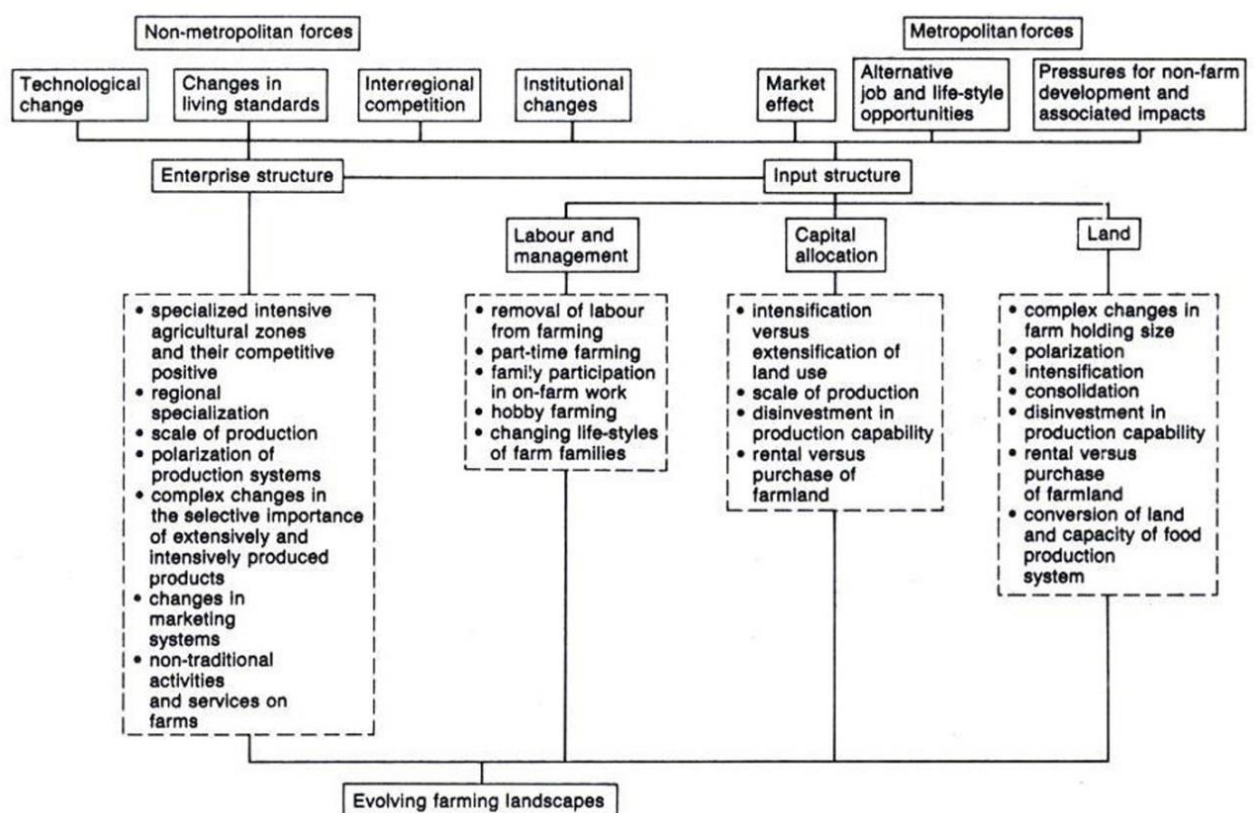 Non-metropolitan forces
Metropolitan forces
Technological
change
Changes in
living standards
Interregional
competition
Institutional
changes
Market
effect
Alternative
job and life-style
opportunities
Pressures for non-farm
development and
associated impacts
Enterprise structure
Input structure
Labour and
management
Capital
allocation
Land
• specialized intensive
agricultural zones
and their competitive
positive
• regional
specialization
• scale of production
• polarization of
production systems
• complex changes in
the selective importance
of extensively and
intensively produced
products
• changes in
marketing
systems
• non-traditional
activities
and services on
farms
• removal of labour
from farming
• part-time farming
• family participation
in on-farm work
• hobby farming
• changing life-styles
of farm families
• intensification
versus
extensification of
land use
• scale of production
• disinvestment in
production capability
• rental versus
purchase of
farmland
• complex changes in
farm holding size
• polarization
• intensification
• consolidation
• disinvestment in
production capability
• rental versus
purchase
of farmland
• conversion of land
and capacity of food
production
system
Evolving farming landscapes